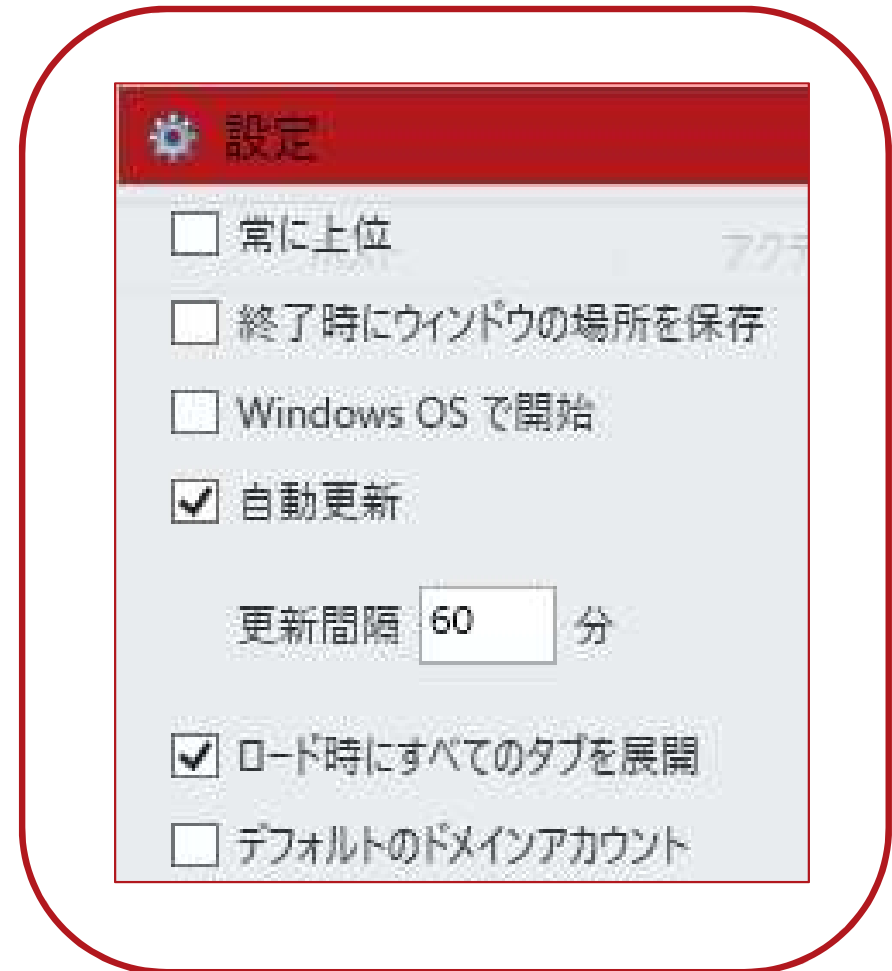 設定
常に上位
アクテ
終了時にウィンドウの場所を保存
Windows OS で開始
自動更新
更新間隔 60 分
ロード時にすべてのタブを展開
デフォルトのドメインアカウント